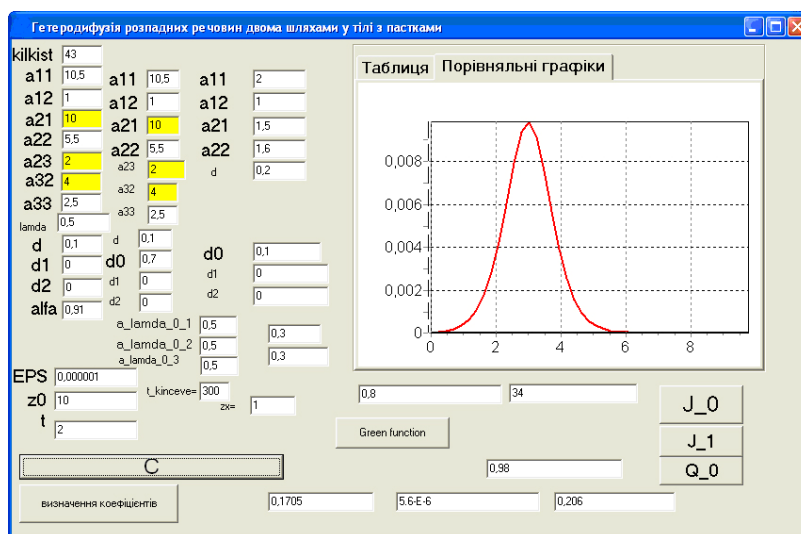 Гетеродифузія розпадних речовин двома шляхами у тілі з пастками
kilkist 43
a11 10,5 a11 10,5 a11 2
a12 1 a12 1 a12 1
a21 10 a21 10 a21 1,5
a22 5,5 a22 5,5 a22 1,6
a23 2 a23 2 d 0,2
a32 4 a32 4
a33 2,5 a33 2,5
lamda 0,5
d 0,1 d 0,1
d1 0 d0 0,7 d0 0,1
d2 0 d1 0 d1 0
alfa 0,91 d2 0 d2 0
a_lamda_0_1 0,5 0,3
a_lamda_0_2 0,5 0,3
a_lamda_0_3 0,5
EPS 0,000001
z0 10 t_kinceve= 300 zx= 1
t 2
Таблиця Порівняльні графіки
0,008
0,006
0,004
0,002
0
0 2 4 6 8
0,8 34
Green function
J_0
J_1
C 0,98 Q_0
визначення коефіцієнтів 0,1705 5.6-E-6 0,206